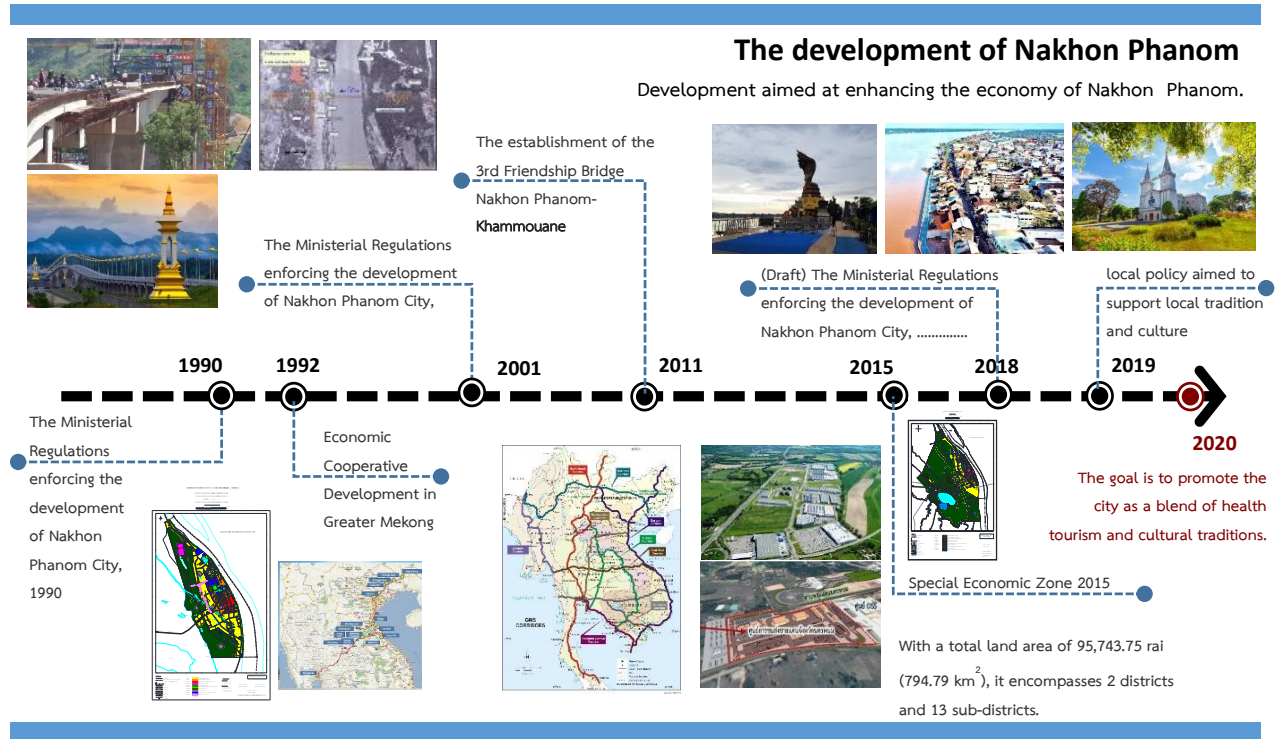 The development of Nakhon Phanom
Development aimed at enhancing the economy of Nakhon Phanom.
The establishment of the
3rd Friendship Bridge
Nakhon Phanom-
Khammouane
The Ministerial Regulations
enforcing the development
of Nakhon Phanom City,
(Draft) The Ministerial Regulations
enforcing the development of
Nakhon Phanom City, ..............
local policy aimed to
support local tradition
and culture
1990
1992
2001
2011
2015
2018
2019
2020
The Ministerial
Regulations
enforcing the
development
of Nakhon
Phanom City,
1990
Economic
Cooperative
Development in
Greater Mekong
GMS
CORRIDORS
ศูนย์ OSS
The goal is to promote the
city as a blend of health
tourism and cultural traditions.
Special Economic Zone 2015
With a total land area of 95,743.75 rai
(794.79 km2), it encompasses 2 districts
and 13 sub-districts.